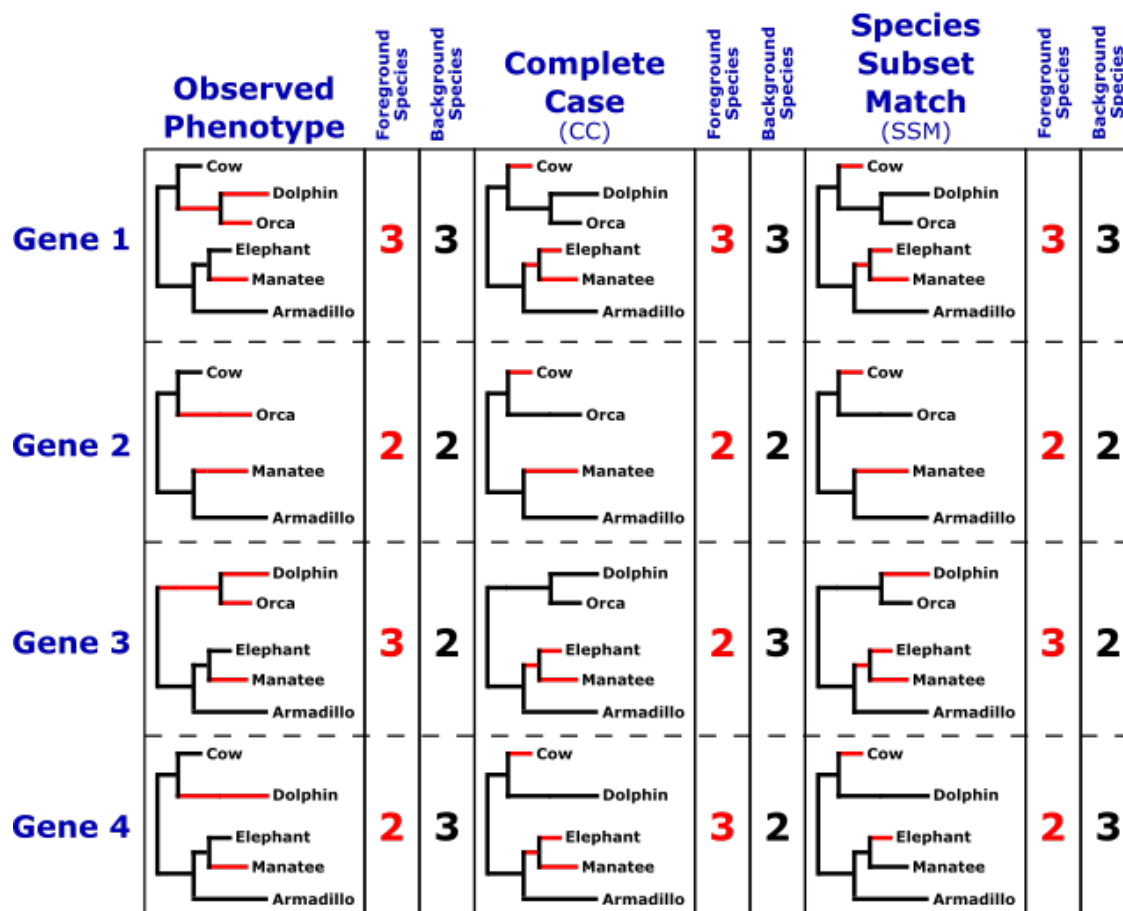 Observed
Phenotype
Foreground
Species
Background
Species
Complete
Case
(CC)
Foreground
Species
Background
Species
Species
Subset
Match
(SSM)
Foreground
Species
Background
Species
Gene 1
Cow
Dolphin
Orca
Elephant
Manatee
Armadillo
3
3
Cow
Dolphin
Orca
Elephant
Manatee
Armadillo
3
3
Cow
Dolphin
Orca
Elephant
Manatee
Armadillo
3
3
Gene 2
Cow
Orca
Manatee
Armadillo
2
2
Cow
Orca
Manatee
Armadillo
2
2
Cow
Orca
Manatee
Armadillo
2
2
Gene 3
Dolphin
Orca
Elephant
Manatee
Armadillo
3
2
Dolphin
Orca
Elephant
Manatee
Armadillo
2
3
Dolphin
Orca
Elephant
Manatee
Armadillo
3
2
Gene 4
Cow
Dolphin
Elephant
Manatee
Armadillo
2
3
Cow
Dolphin
Elephant
Manatee
Armadillo
3
2
Cow
Dolphin
Elephant
Manatee
Armadillo
2
3